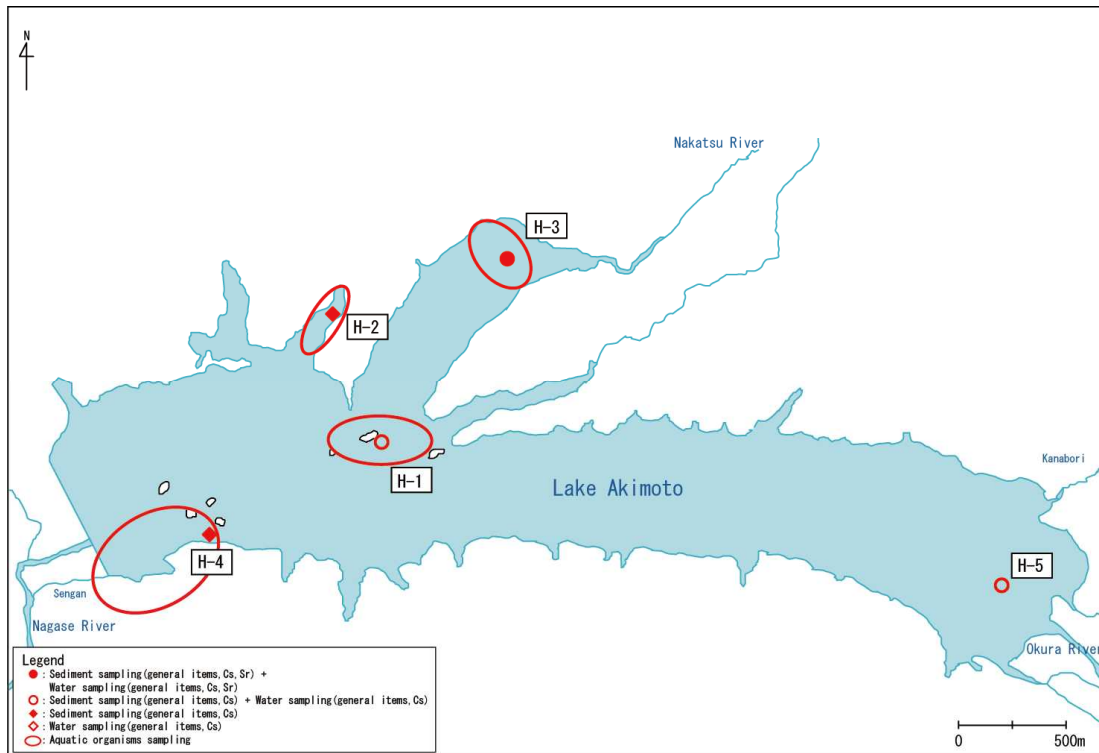 N
Nakatsu River
H-3
H-2
H-1
Kanabori
Lake Akimoto
H-4
H-5
Sengan
Nagase River
Okura River
Legend
: Sediment sampling(general items,Cs,Sr) +
Water sampling(general items,Cs,Sr)
: Sediment sampling(general items,Cs) + Water sampling(general items,Cs)
: Sediment sampling(general items,Cs)
: Water sampling(general items,Cs)
: Aquatic organisms sampling
0 500m